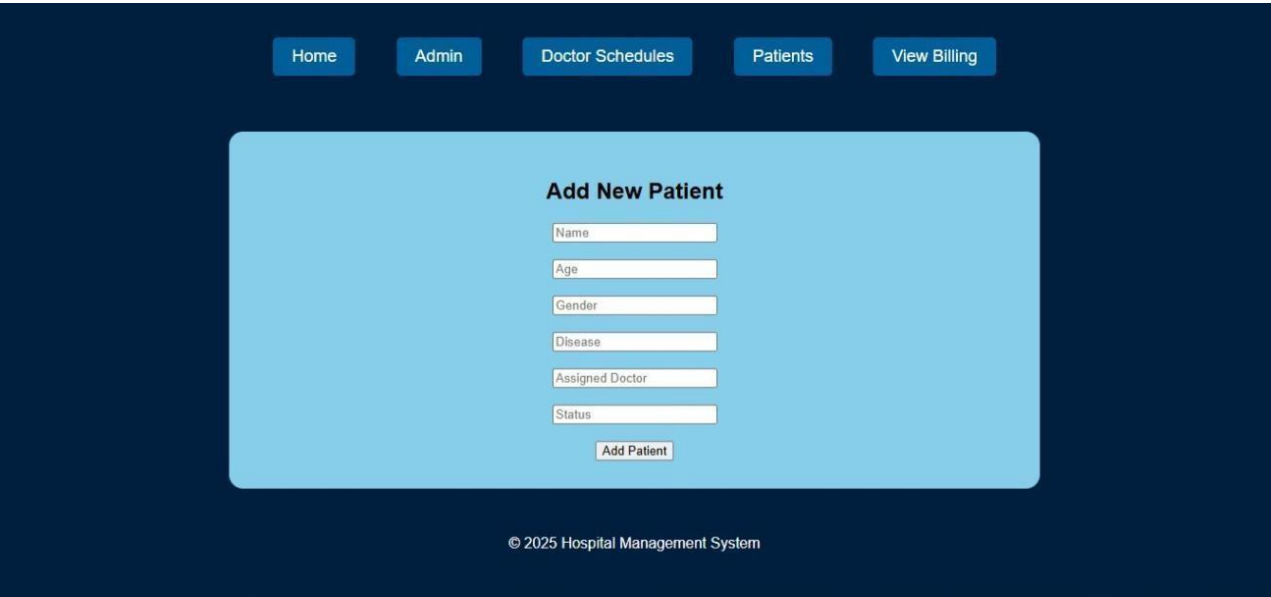 Home Admin Doctor Schedules Patients View Billing
Add New Patient
Name
Age
Gender
Disease
Assigned Doctor
Status
Add Patient
© 2025 Hospital Management System